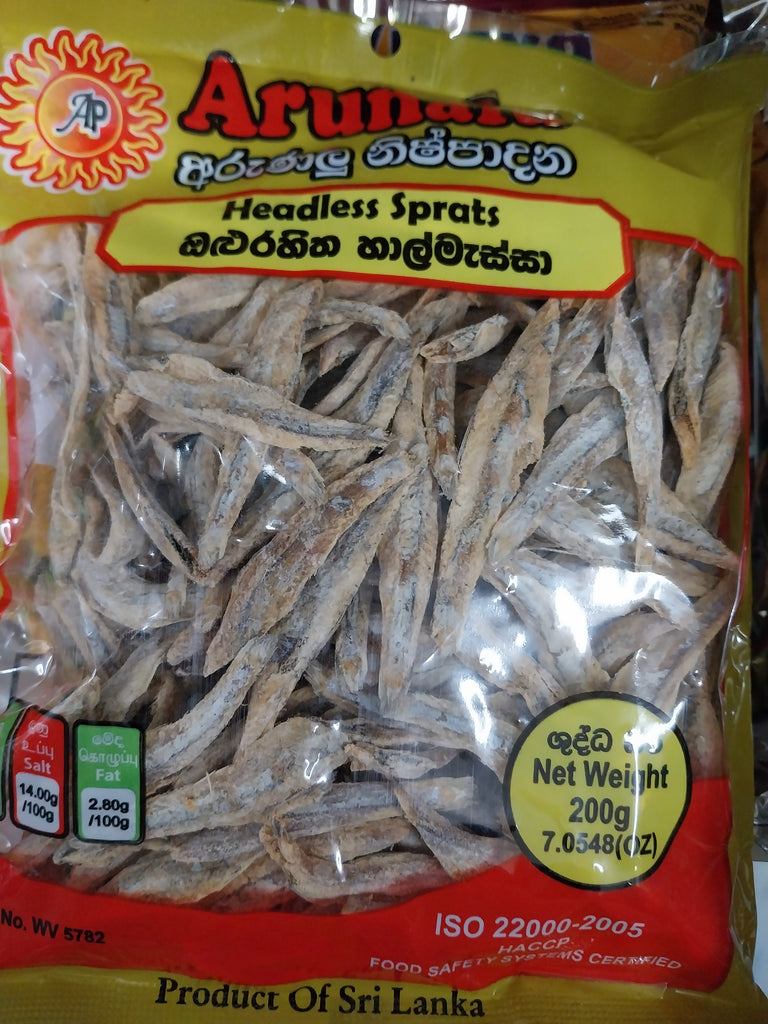 AP
අරුණලු නිෂ්පාදන
Headless Sprats
ඔළුරහිත හාල්මැස්සා
ශුද්ධ
Net Weight
200g
7.0548(OZ)
உப்பு
Salt
14.00g
/100g
මේද
கொழுப்பு
Fat
2.80g
/100g
No. WV 5782
ISO 22000-2005
HACCP
FOOD SAFETY SYSTEMS CERTIFIED
Product Of Sri Lanka